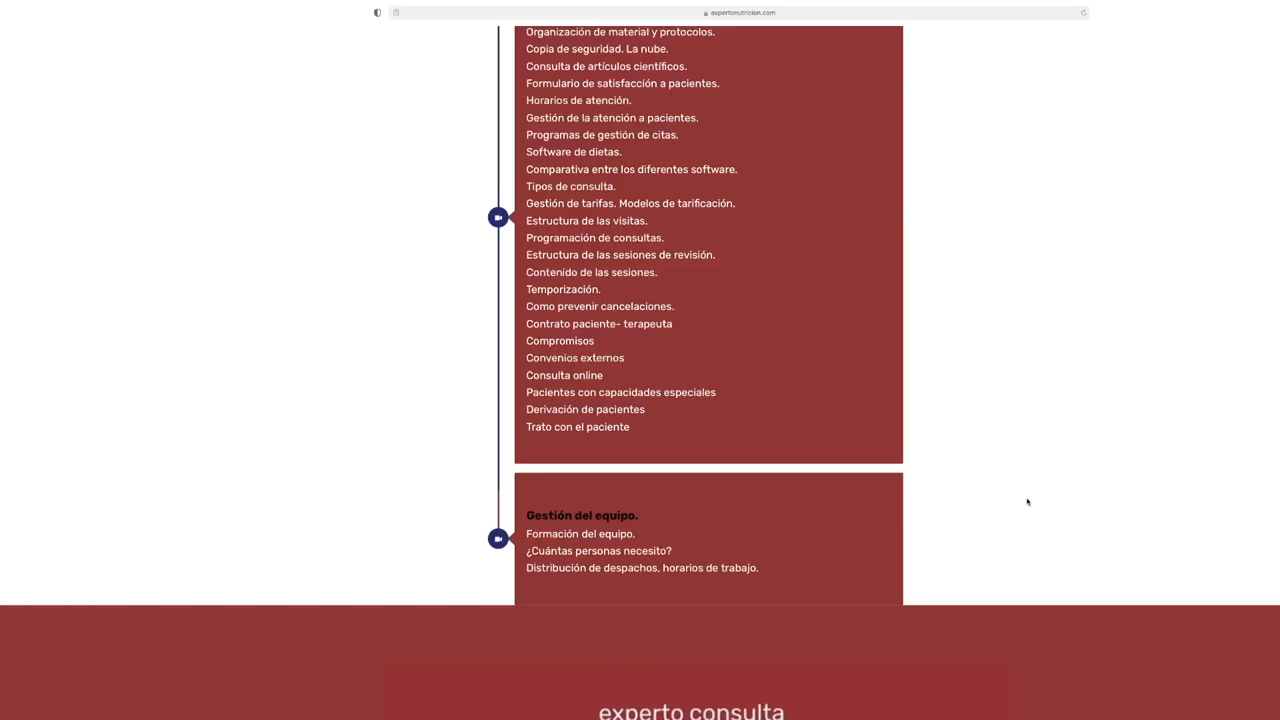 expertonutricion.com
Organización de material y protocolos.
Copia de seguridad. La nube.
Consulta de artículos científicos.
Formulario de satisfacción a pacientes.
Horarios de atención.
Gestión de la atención a pacientes.
Programas de gestión de citas.
Software de dietas.
Comparativa entre los diferentes software.
Tipos de consulta.
Gestión de tarifas. Modelos de tarificación.
Estructura de las visitas.
Programación de consultas.
Estructura de las sesiones de revisión.
Contenido de las sesiones.
Temporización.
Como prevenir cancelaciones.
Contrato paciente- terapeuta
Compromisos
Convenios externos
Consulta online
Pacientes con capacidades especiales
Derivación de pacientes
Trato con el paciente
Gestión del equipo.
Formación del equipo.
¿Cuántas personas necesito?
Distribución de despachos, horarios de trabajo.
experto consulta